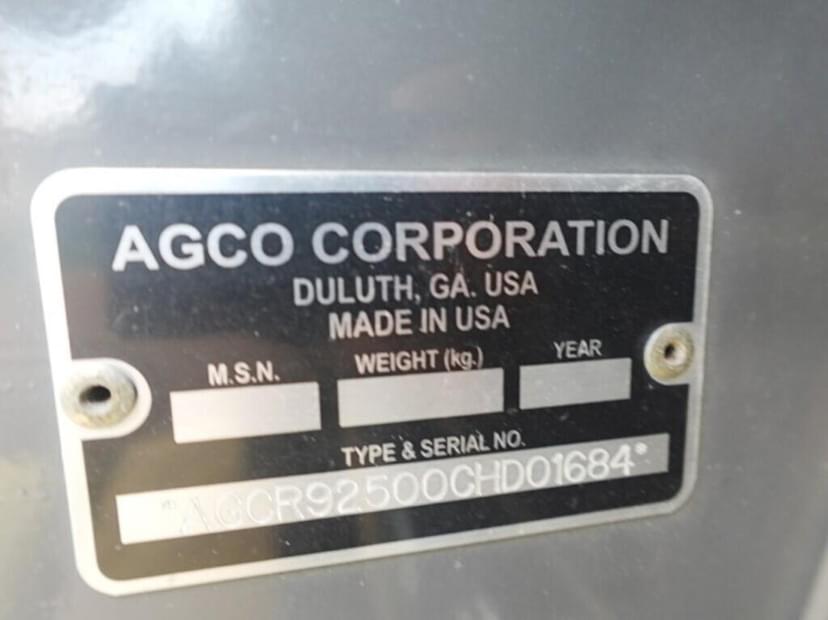 AGCO CORPORATION
DULUTH, GA. USA
MADE IN USA
M.S.N. WEIGHT (kg.) YEAR
TYPE & SERIAL NO.
*AGCR92500CHD01684*